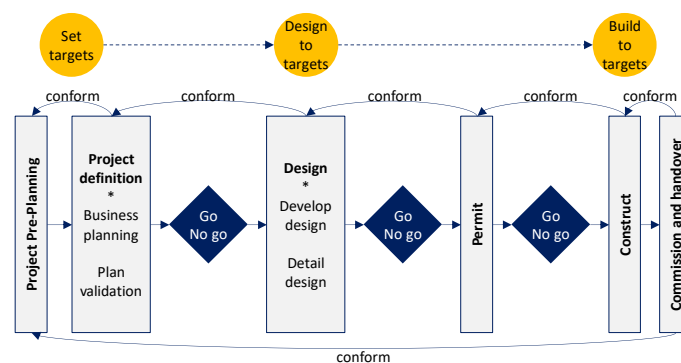 Set
targets
Design
to
targets
Build
to
targets
conform
conform
conform
conform
conform
Project Pre-Planning
Project
definition
*
Business
planning
Plan
validation
Go
No go
Design
*
Develop
design
Detail
design
Go
No go
Permit
Go
No go
Construct
Commission and handover
conform